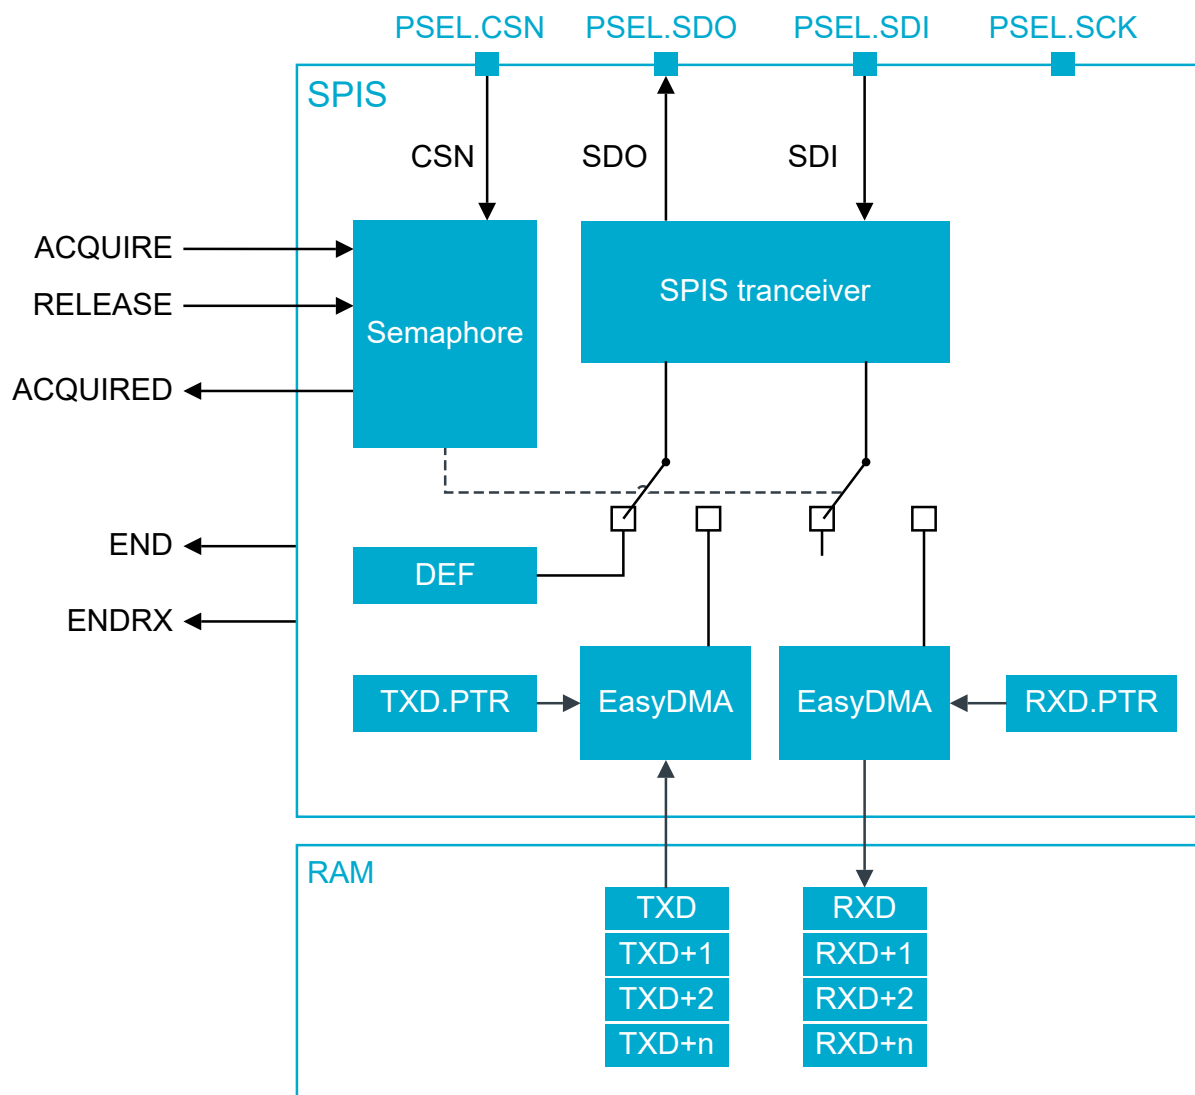 PSEL.CSN PSEL.SDO PSEL.SDI PSEL.SCK
SPIS
CSN SDO SDI
ACQUIRE
RELEASE
ACQUIRED
Semaphore
SPIS tranceiver
END
ENDRX
DEF
TXD.PTR EasyDMA EasyDMA RXD.PTR
RAM
TXD RXD
TXD+1 RXD+1
TXD+2 RXD+2
TXD+n RXD+n